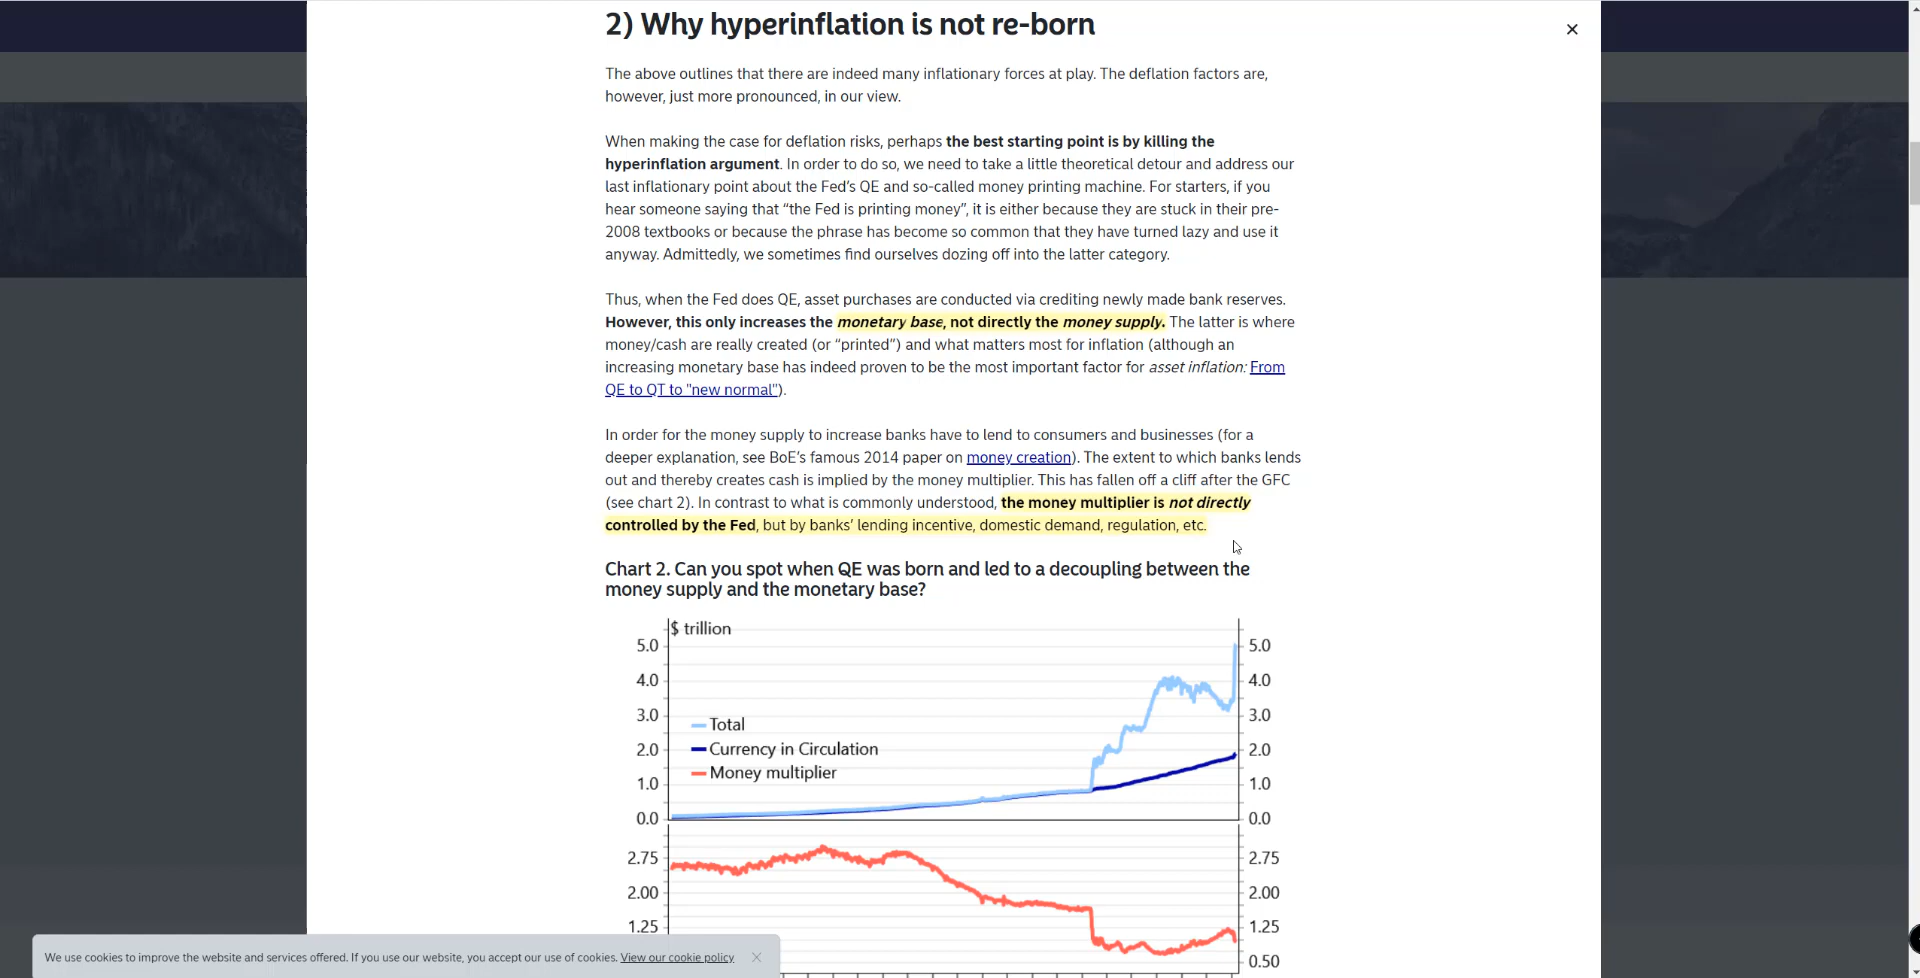 2) Why hyperinflation is not re-born
The above outlines that there are indeed many inflationary forces at play. The deflation factors are,
however, just more pronounced, in our view.
When making the case for deflation risks, perhaps the best starting point is by killing the
hyperinflation argument. In order to do so, we need to take a little theoretical detour and address our
last inflationary point about the Fed's QE and so-called money printing machine. For starters, if you
hear someone saying that “the Fed is printing money”, it is either because they are stuck in their pre-
2008 textbooks or because the phrase has become so common that they have turned lazy and use it
anyway. Admittedly, we sometimes find ourselves dozing off into the latter category.
Thus, when the Fed does QE, asset purchases are conducted via crediting newly made bank reserves.
However, this only increases the monetary base, not directly the money supply. The latter is where
money/cash are really created (or “printed”) and what matters most for inflation (although an
increasing monetary base has indeed proven to be the most important factor for asset inflation: From
QE to QT to "new normal").
In order for the money supply to increase banks have to lend to consumers and businesses (for a
deeper explanation, see BoE's famous 2014 paper on money creation). The extent to which banks lends
out and thereby creates cash is implied by the money multiplier. This has fallen off a cliff after the GFC
(see chart 2). In contrast to what is commonly understood, the money multiplier is not directly
controlled by the Fed, but by banks' lending incentive, domestic demand, regulation, etc.
Chart 2. Can you spot when QE was born and led to a decoupling between the
money supply and the monetary base?
$ trillion
5.0 5.0
4.0 4.0
3.0 3.0
Total
2.0 Currency in Circulation 2.0
Money multiplier
1.0 1.0
0.0 0.0
2.75 2.75
2.00 2.00
1.25 1.25
0.50
We use cookies to improve the website and services offered. If you use our website, you accept our use of cookies. View our cookie policy